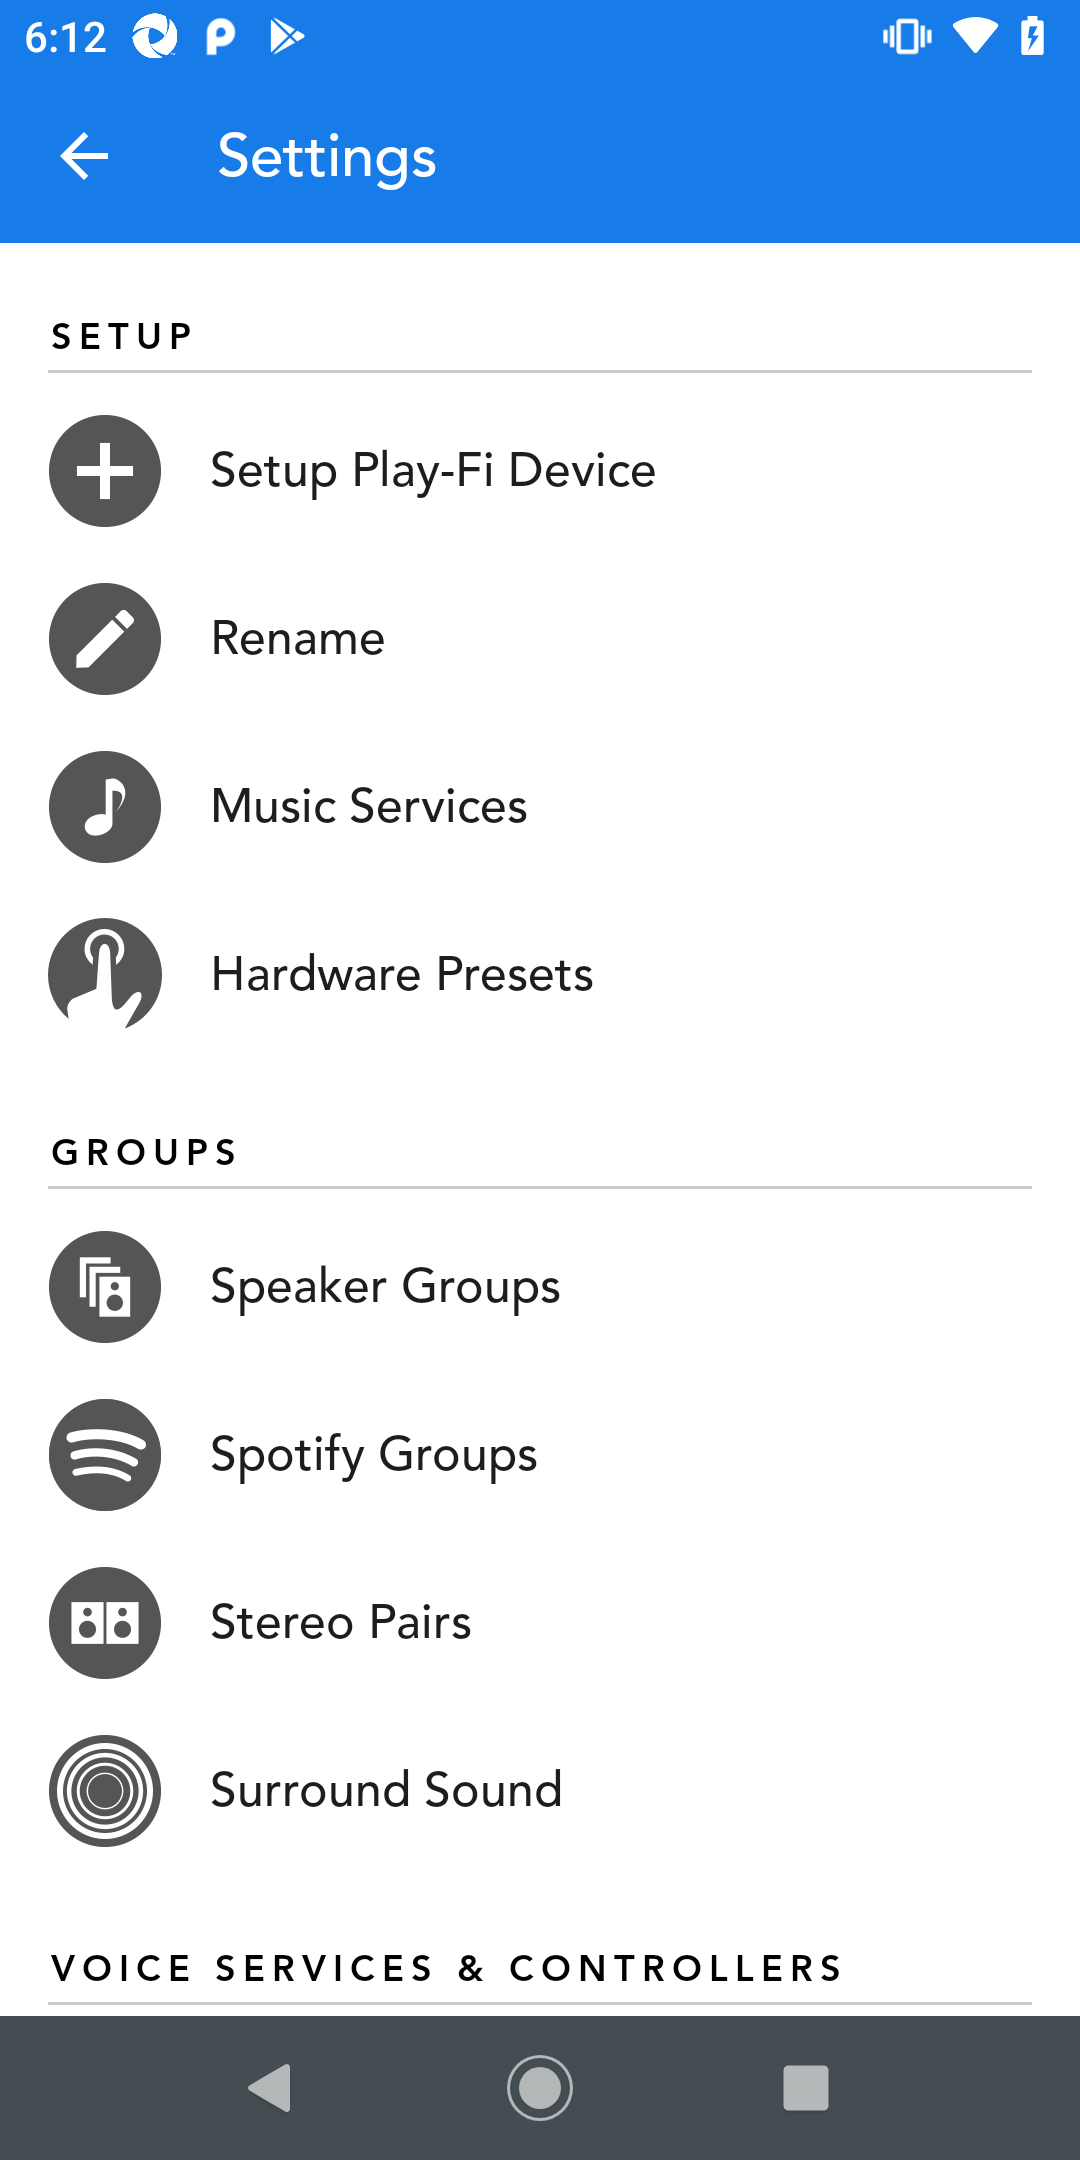 6:12
Settings
SETUP
Setup Play-Fi Device
Rename
Music Services
Hardware Presets
GROUPS
Speaker Groups
Spotify Groups
Stereo Pairs
Surround Sound
VOICE SERVICES & CONTROLLERS